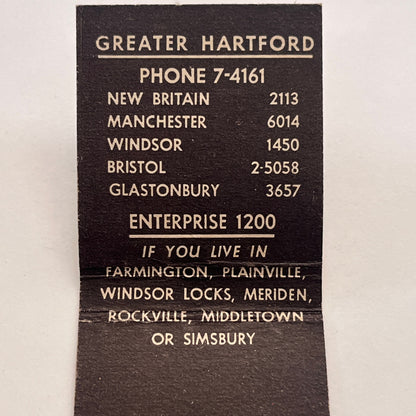 GREATER HARTFORD
PHONE 7-4161
NEW BRITAIN 2113
MANCHESTER 6014
WINDSOR 1450
BRISTOL 2-5058
GLASTONBURY 3657
ENTERPRISE 1200
IF YOU LIVE IN
FARMINGTON, PLAINVILLE,
WINDSOR LOCKS, MERIDEN,
ROCKVILLE, MIDDLETOWN
OR SIMSBURY